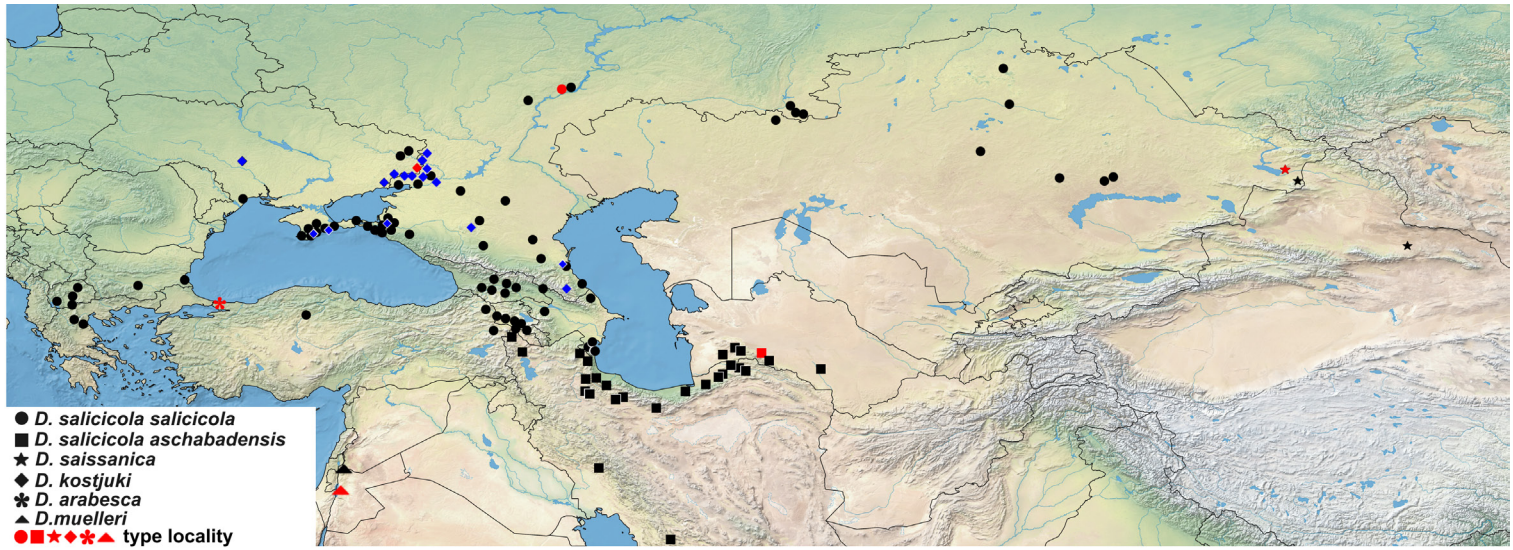 D. salicicola salicicola
D. salicicola aschabadensis
D. saissanica
D. kostjuki
D. arabesca
D.muelleri
type locality